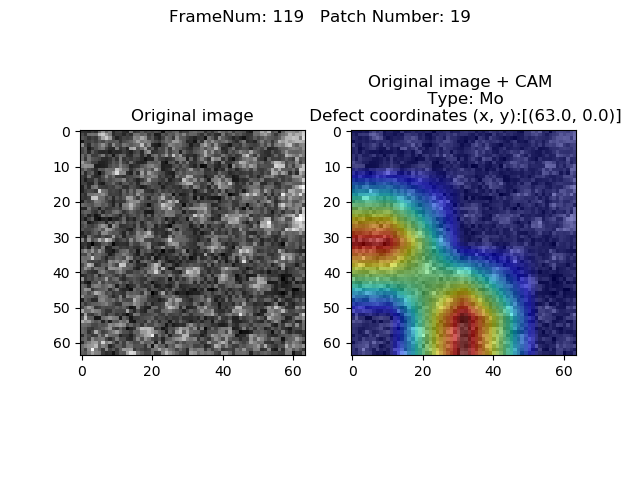 FrameNum: 119   Patch Number: 19
Original image
Original image + CAM
Type: Mo
Defect coordinates (x, y):[(63.0, 0.0)]
0
10
20
30
40
50
60
0 20 40 60
0
10
20
30
40
50
60
0 20 40 60